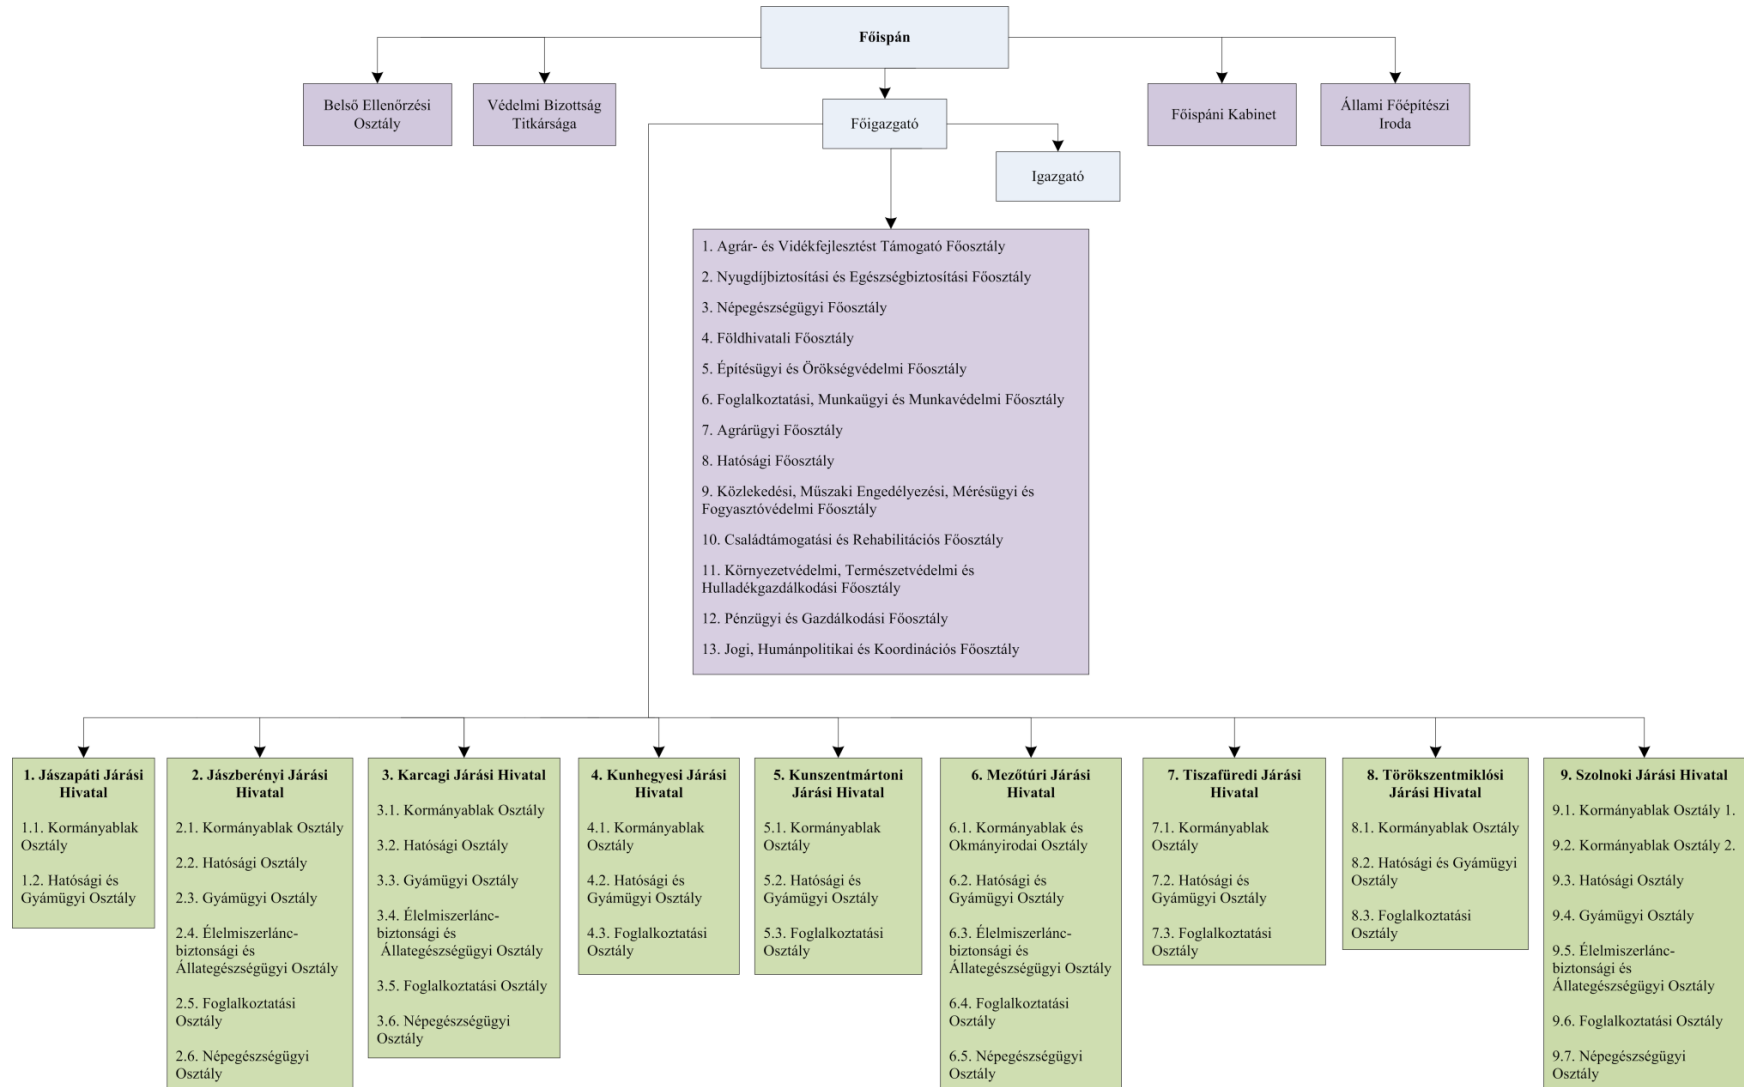 Főispán
Belső Ellenőrzési
Osztály
Védelmi Bizottság
Titkársága
Főigazgató
Igazgató
Főispáni Kabinet
Állami Főépítészi
Iroda
1. Agrár- és Vidékfejlesztést Támogató Főosztály
2. Nyugdíjbiztosítási és Egészségbiztosítási Főosztály
3. Népegészségügyi Főosztály
4. Földhivatali Főosztály
5. Építésügyi és Örökségvédelmi Főosztály
6. Foglalkoztatási, Munkaügyi és Munkavédelmi Főosztály
7. Agrárügyi Főosztály
8. Hatósági Főosztály
9. Közlekedési, Műszaki Engedélyezési, Mérésügyi és
Fogyasztóvédelmi Főosztály
10. Családtámogatási és Rehabilitációs Főosztály
11. Környezetvédelmi, Természetvédelmi és
Hulladékgazdálkodási Főosztály
12. Pénzügyi és Gazdálkodási Főosztály
13. Jogi, Humánpolitikai és Koordinációs Főosztály
1. Jászapáti Járási
Hivatal
1.1. Kormányablak
Osztály
1.2. Hatósági és
Gyámügyi Osztály
2. Jászberényi Járási
Hivatal
2.1. Kormányablak Osztály
2.2. Hatósági Osztály
2.3. Gyámügyi Osztály
2.4. Élelmiszerlánc-
biztonsági és
Állategészségügyi Osztály
2.5. Foglalkoztatási
Osztály
2.6. Népegészségügyi
Osztály
3. Karcagi Járási Hivatal
3.1. Kormányablak Osztály
3.2. Hatósági Osztály
3.3. Gyámügyi Osztály
3.4. Élelmiszerlánc-
biztonsági és
Állategészségügyi Osztály
3.5. Foglalkoztatási Osztály
3.6. Népegészségügyi
Osztály
4. Kunhegyesi Járási
Hivatal
4.1. Kormányablak
Osztály
4.2. Hatósági és
Gyámügyi Osztály
4.3. Foglalkoztatási
Osztály
5. Kunszentmártoni
Járási Hivatal
5.1. Kormányablak
Osztály
5.2. Hatósági és
Gyámügyi Osztály
5.3. Foglalkoztatási
Osztály
6. Mezőtúri Járási
Hivatal
6.1. Kormányablak és
Okmányirodai Osztály
6.2. Hatósági és
Gyámügyi Osztály
6.3. Élelmiszerlánc-
biztonsági és
Állategészségügyi Osztály
6.4. Foglalkoztatási
Osztály
6.5. Népegészségügyi
Osztály
7. Tiszafüredi Járási
Hivatal
7.1. Kormányablak
Osztály
7.2. Hatósági és
Gyámügyi Osztály
7.3. Foglalkoztatási
Osztály
8. Törökszentmiklósi
Járási Hivatal
8.1. Kormányablak Osztály
8.2. Hatósági és Gyámügyi
Osztály
8.3. Foglalkoztatási
Osztály
9. Szolnoki Járási Hivatal
9.1. Kormányablak Osztály 1.
9.2. Kormányablak Osztály 2.
9.3. Hatósági Osztály
9.4. Gyámügyi Osztály
9.5. Élelmiszerlánc-
biztonsági és
Állategészségügyi Osztály
9.6. Foglalkoztatási Osztály
9.7. Népegészségügyi
Osztály